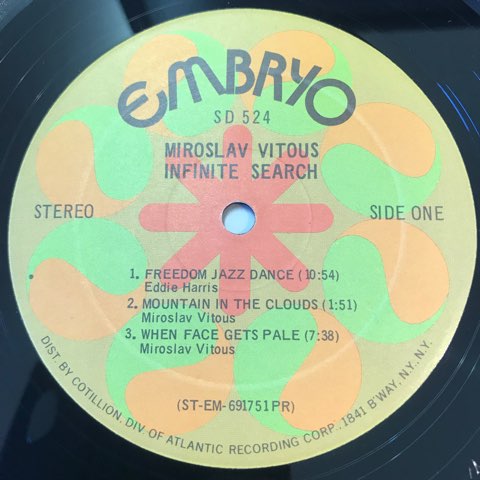 EMBRYO
SD 524
MIROSLAV VITOUS
INFINITE SEARCH
STEREO
SIDE ONE
1. FREEDOM JAZZ DANCE (10:54)
Eddie Harris
2. MOUNTAIN IN THE CLOUDS (1:51)
Miroslav Vitous
3. WHEN FACE GETS PALE (7:38)
Miroslav Vitous
(ST-EM-691751PR)
DIST. BY COTILLION, DIV. OF ATLANTIC RECORDING CORP., 1841 B'WAY, N.Y. N.Y.